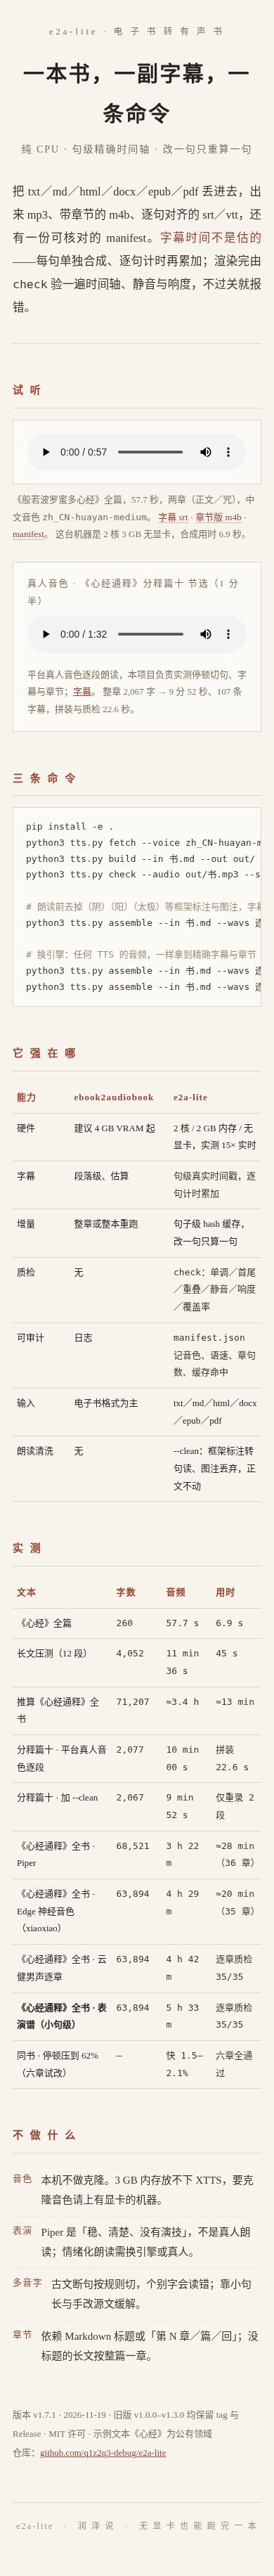 e2a-lite · 电子书转有声书
一本书，一副字幕，一
条命令
纯 CPU · 句级精确时间轴 · 改一句只重算一句
把 txt／md／html／docx／epub／pdf 丢进去，出
来 mp3、带章节的 m4b、逐句对齐的 srt／vtt，还
有一份可核对的 manifest。字幕时间不是估的
——每句单独合成、逐句计时再累加；渲染完由
check 验一遍时间轴、静音与响度，不过关就报
错。
试听
0:00 / 0:57
《般若波罗蜜多心经》全篇，57.7 秒，两章（正文／咒），中
文音色 zh_CN-huayan-medium。 字幕 srt · 章节版 m4b ·
manifest。 这台机器是 2 核 3 GB 无显卡，合成用时 6.9 秒。
真人音色 · 《心经通释》分释篇十 节选（1 分
半）
0:00 / 1:32
平台真人音色逐段朗读，本项目负责实测停顿切句、字
幕与章节；字幕。 整章 2,067 字 → 9 分 52 秒、107 条
字幕，拼装与质检 22.6 秒。
三条命令
pip install -e .
python3 tts.py fetch --voice zh_CN-huayan-m
python3 tts.py build --in 书.md --out out/
python3 tts.py check --audio out/书.mp3 --s
# 朗读前去掉（阴）（阳）（太极）等框架标注与图注，字幕
python3 tts.py assemble --in 书.md --wavs 逐
# 换引擎：任何 TTS 的音频，一样拿到精确字幕与章节
python3 tts.py assemble --in 书.md --wavs 逐
python3 tts.py assemble --in 书.md --wavs 逐
它强在哪
能力 ebook2audiobook e2a-lite
硬件 建议 4 GB VRAM 起 2 核 / 2 GB 内存 / 无
显卡，实测 15× 实时
字幕 段落级、估算 句级真实时间戳，逐
句计时累加
增量 整章或整本重跑 句子级 hash 缓存，
改一句只算一句
质检 无 check：单调／首尾
／重叠／静音／响度
／覆盖率
可审计 日志 manifest.json
记音色、语速、章句
数、缓存命中
输入 电子书格式为主 txt／md／html／docx
／epub／pdf
朗读清洗 无 --clean：框架标注转
句读、图注丢弃，正
文不动
实测
文本 字数 音频 用时
《心经》全篇 260 57.7 s 6.9 s
长文压测（12 段） 4,052 11 min 45 s
36 s
推算《心经通释》全 71,207 ≈3.4 h ≈13 min
书
分释篇十 · 平台真人音 2,077 10 min 拼装
色逐段 00 s 22.6 s
分释篇十 · 加 --clean 2,067 9 min 仅重录 2
52 s 段
《心经通释》全书 · 68,521 3 h 22 ≈28 min
Piper m （36 章）
《心经通释》全书 · 63,894 4 h 29 ≈20 min
Edge 神经音色 m （35 章）
（xiaoxiao）
《心经通释》全书 · 云 63,894 4 h 42 逐章质检
健男声逐章 m 35/35
《心经通释》全书 · 表 63,894 5 h 33 逐章质检
演谱（小句级） m 35/35
同书 · 停顿压到 62% — 快 1.5– 六章全通
（六章试改） 2.1% 过
不做什么
音色 本机不做克隆。3 GB 内存放不下 XTTS，要克
隆音色请上有显卡的机器。
表演 Piper 是「稳、清楚、没有演技」，不是真人朗
读；情绪化朗读需换引擎或真人。
多音字 古文断句按规则切，个别字会读错；靠小句
长与手改源文缓解。
章节 依赖 Markdown 标题或「第 N 章／篇／回」；没
标题的长文按整篇一章。
版本 v1.7.1 · 2026-11-19 · 旧版 v1.0.0–v1.3.0 均保留 tag 与
Release · MIT 许可 · 示例文本《心经》为公有领域
仓库：github.com/q1z2q3-debug/e2a-lite
e2a-lite · 润泽说 · 无显卡也能跑完一本